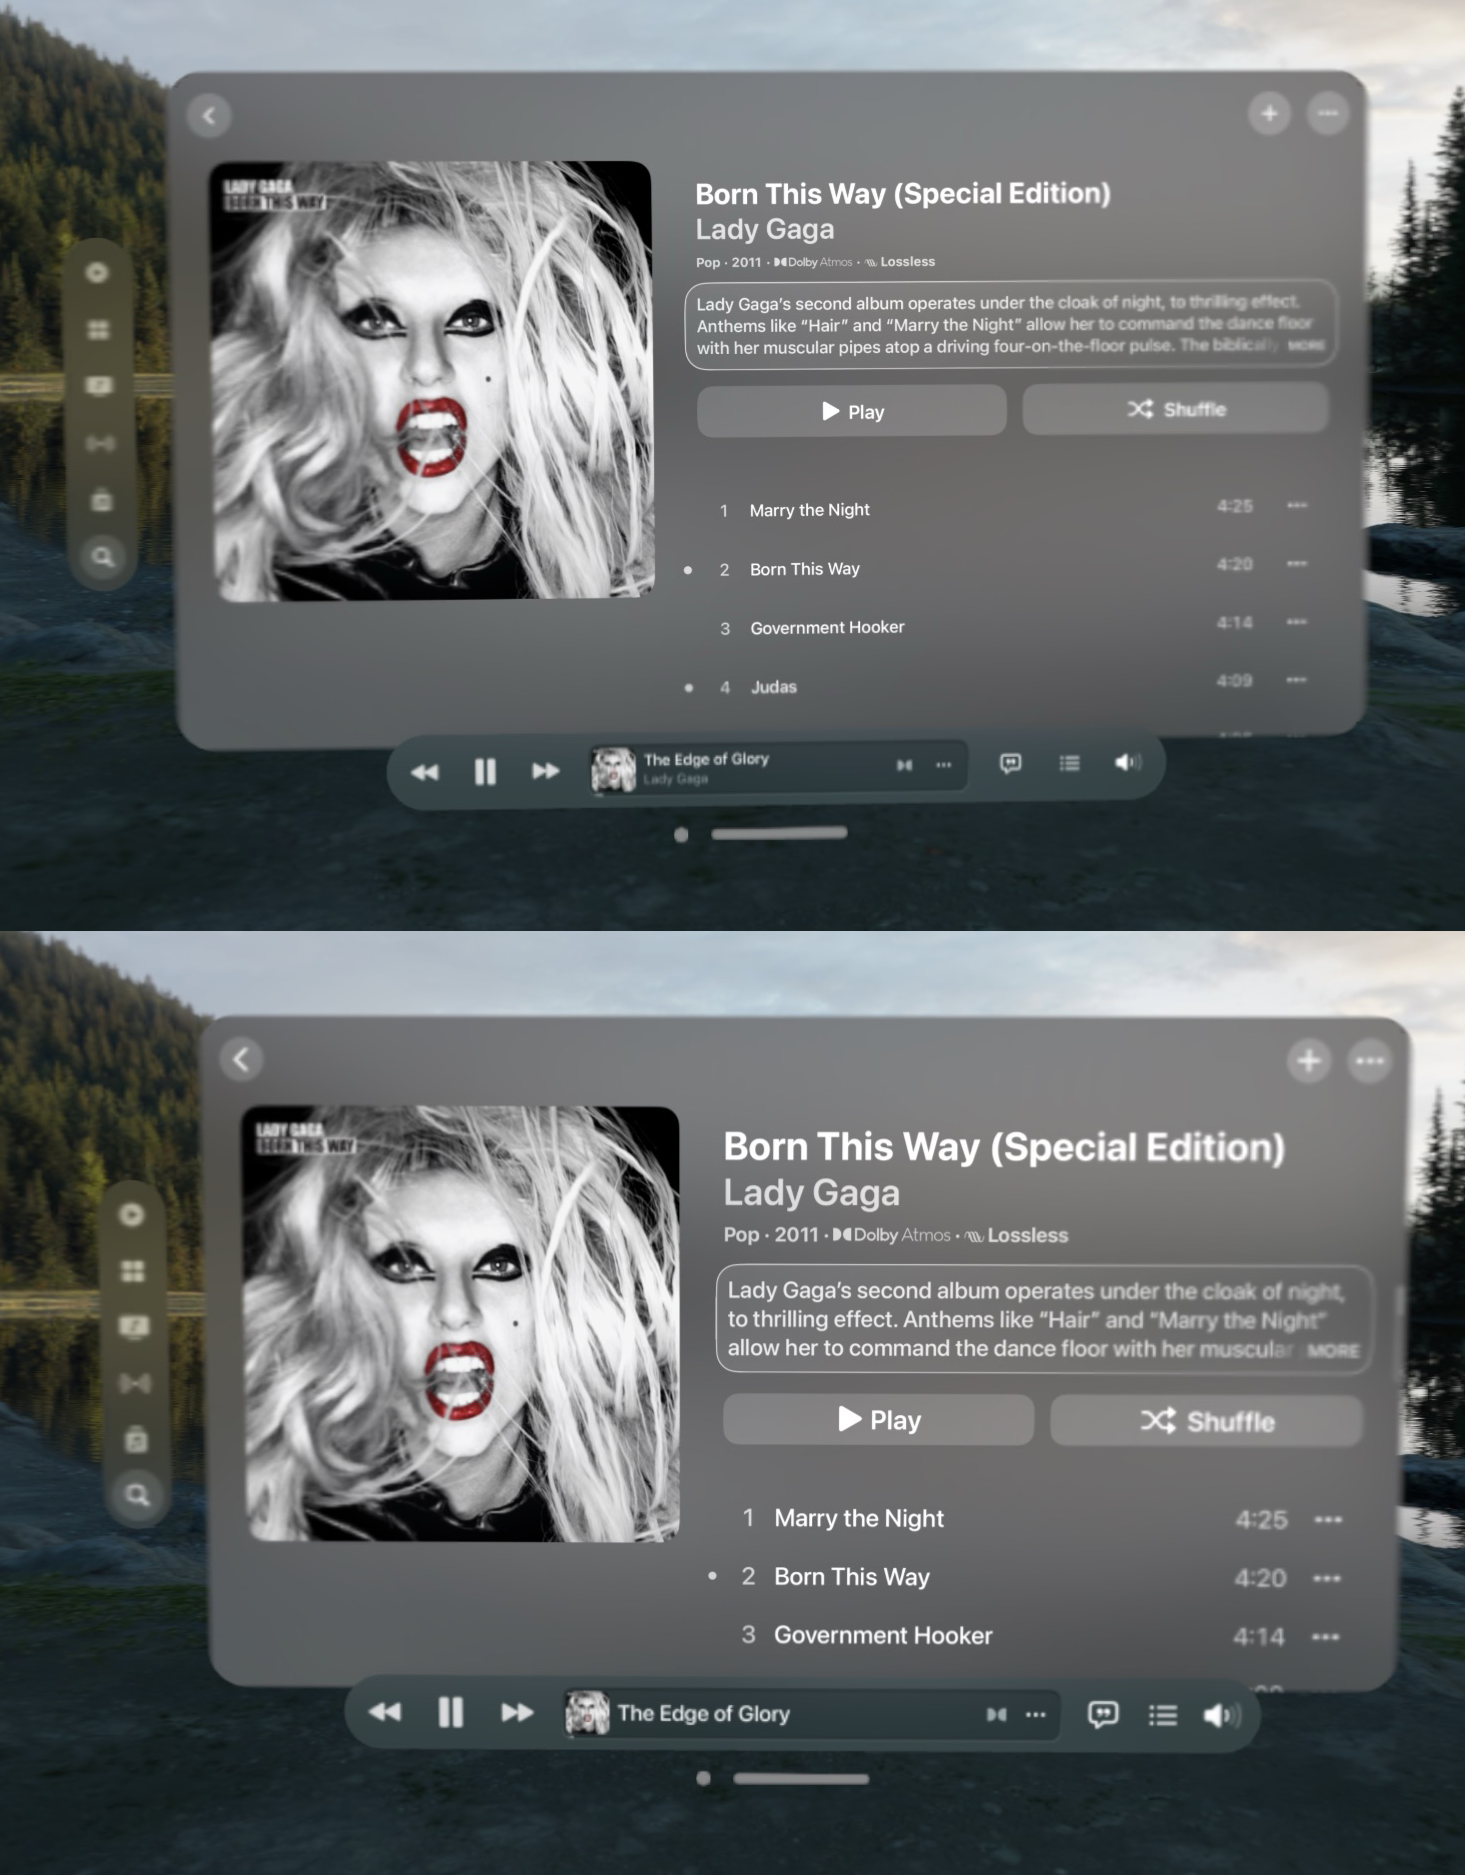 LADY GAGA
BORN THIS WAY
Born This Way (Special Edition)
Lady Gaga
Pop · 2011 · Dolby Atmos · Lossless
Lady Gaga's second album operates under the cloak of night, to thrilling effect.
Anthems like “Hair” and “Marry the Night” allow her to command the dance floor
with her muscular pipes atop a driving four-on-the-floor pulse. The biblically MORE
Play
Shuffle
1 Marry the Night 4:25
2 Born This Way 4:20
3 Government Hooker 4:14
4 Judas 4:09
The Edge of Glory
Lady Gaga
LADY GAGA
BORN THIS WAY
Born This Way (Special Edition)
Lady Gaga
Pop · 2011 · Dolby Atmos · Lossless
Lady Gaga's second album operates under the cloak of night,
to thrilling effect. Anthems like “Hair” and “Marry the Night”
allow her to command the dance floor with her muscular MORE
Play
Shuffle
1 Marry the Night 4:25
2 Born This Way 4:20
3 Government Hooker 4:14
The Edge of Glory